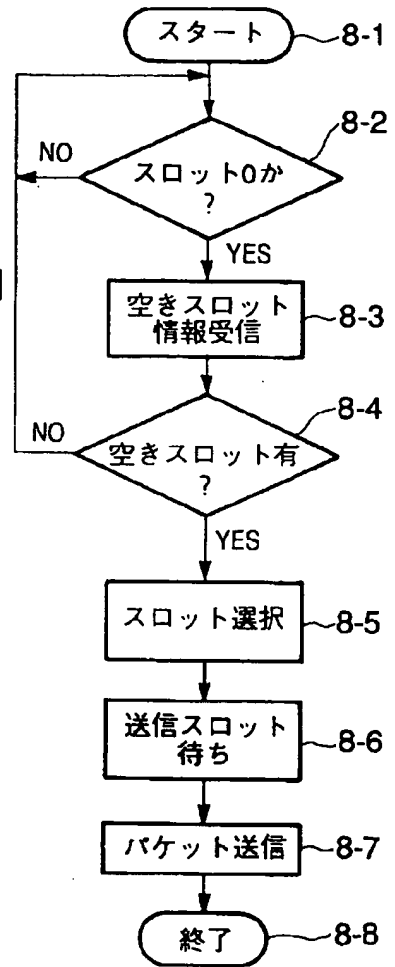 スタート
8-1
8-2
NO
スロット0か
?
YES
空きスロット
情報受信
8-3
8-4
NO
空きスロット有
?
YES
スロット選択
8-5
送信スロット
待ち
8-6
パケット送信
8-7
終了
8-8